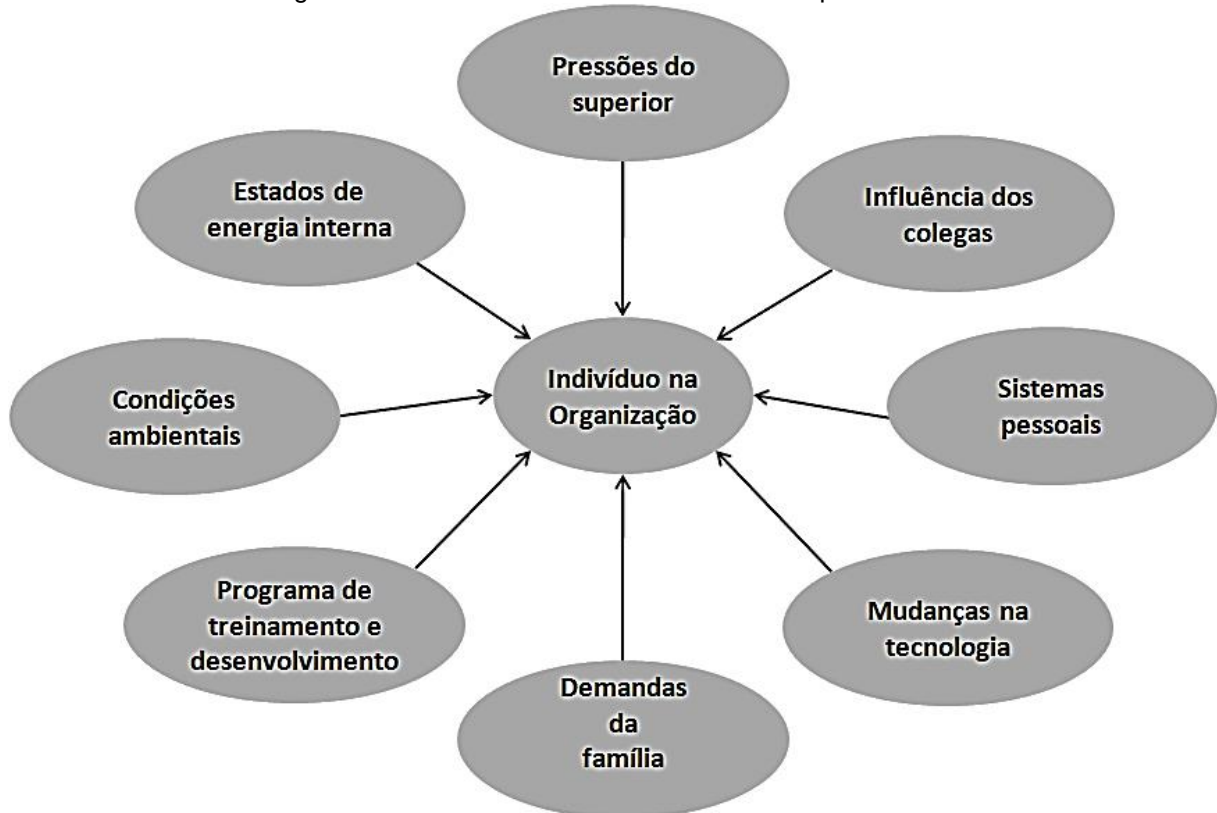 Pressões do
superior
Estados de
energia interna
Influência dos
colegas
Condições
ambientais
Indivíduo na
Organização
Sistemas
pessoais
Programa de
treinamento e
desenvolvimento
Mudanças na
tecnologia
Demandas
da
família